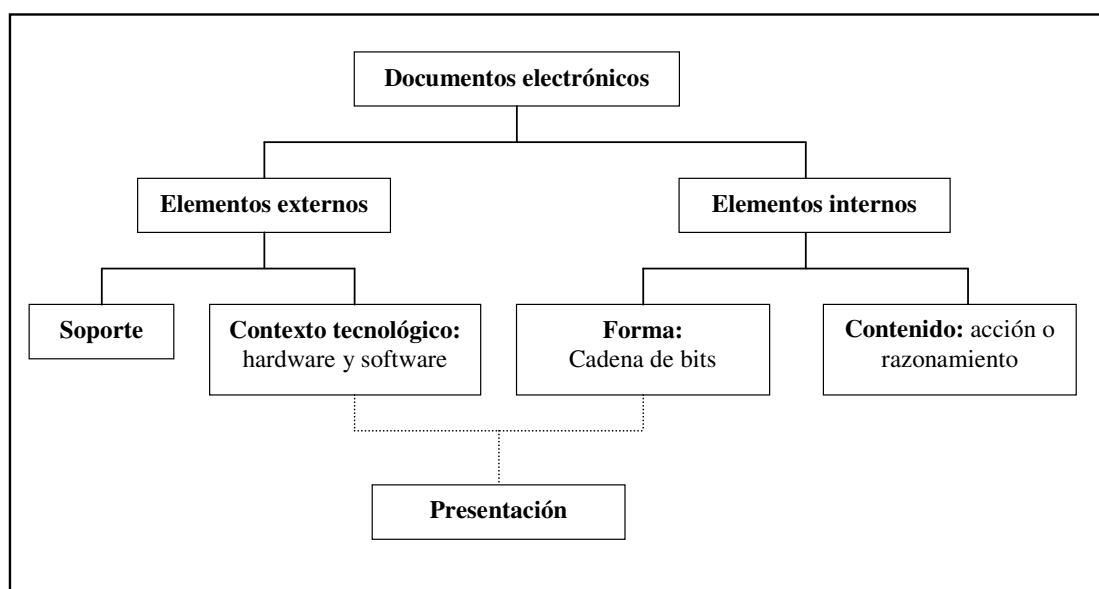 Documentos electrónicos
Elementos externos
Elementos internos
Soporte
Contexto tecnológico:
hardware y software
Forma:
Cadena de bits
Contenido: acción o
razonamiento
Presentación